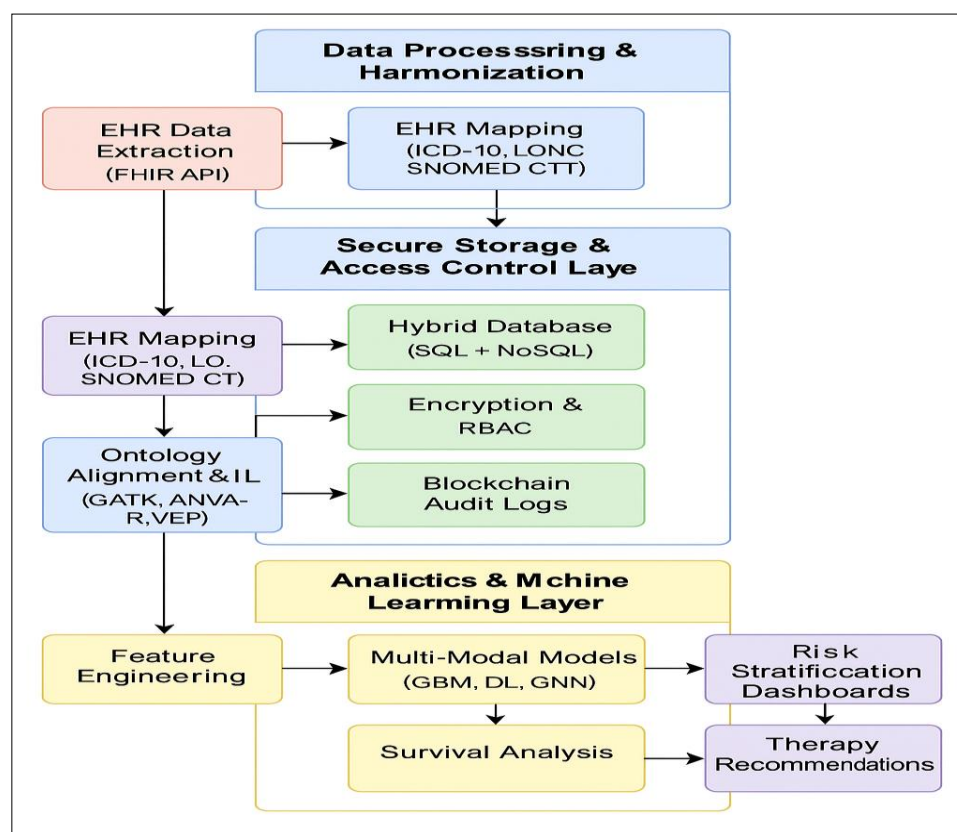 Data Processsring &
Harmonization
EHR Data
Extraction
(FHIR API)
EHR Mapping
(ICD-10, LONC
SNOMED CTT)
Secure Storage &
Access Control Laye
EHR Mapping
(ICD-10, LO.
SNOMED CT)
Hybrid Database
(SQL + NoSQL)
Encryption &
RBAC
Ontology
Alignment & IL
(GATK, ANVA-
R,VEP)
Blockchain
Audit Logs
Analictics & Mchine
Learming Layer
Feature
Engineering
Multi-Modal Models
(GBM, DL, GNN)
Risk
Stratificcation
Dashboards
Survival Analysis
Therapy
Recommendations